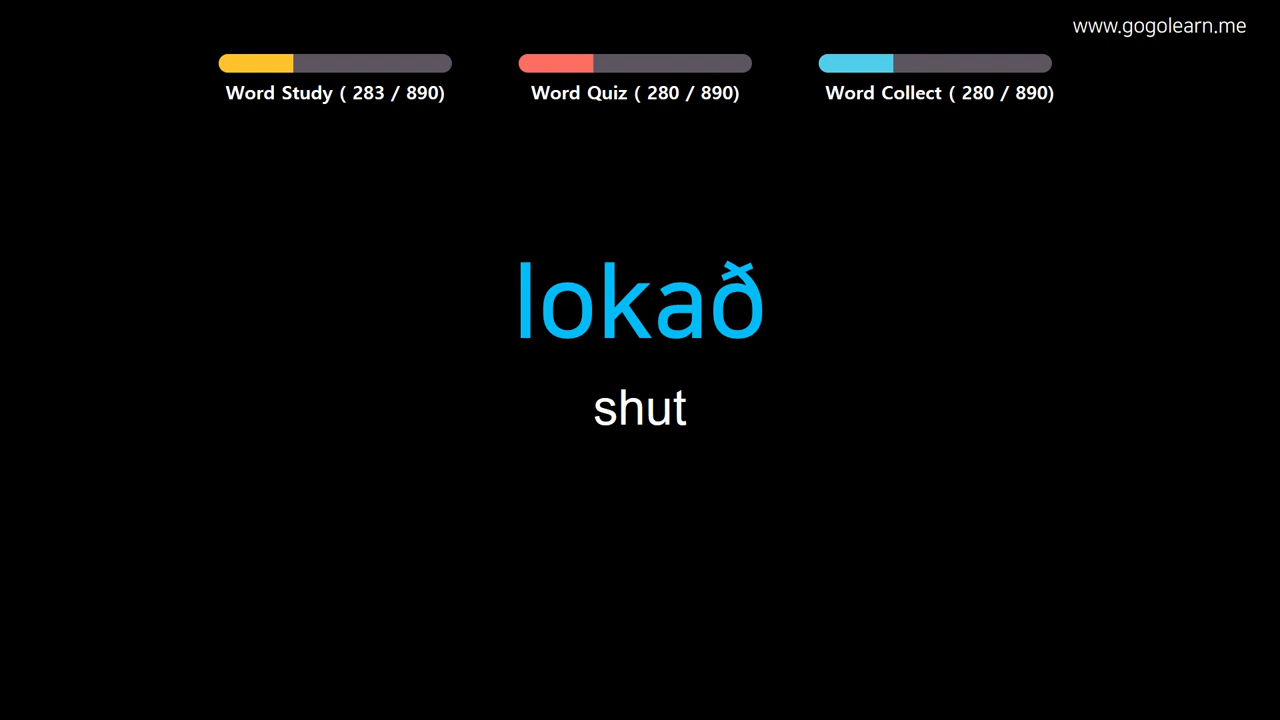 www.gogolearn.me
Word Study ( 283 / 890)
Word Quiz ( 280 / 890)
Word Collect ( 280 / 890)
lokað
shut